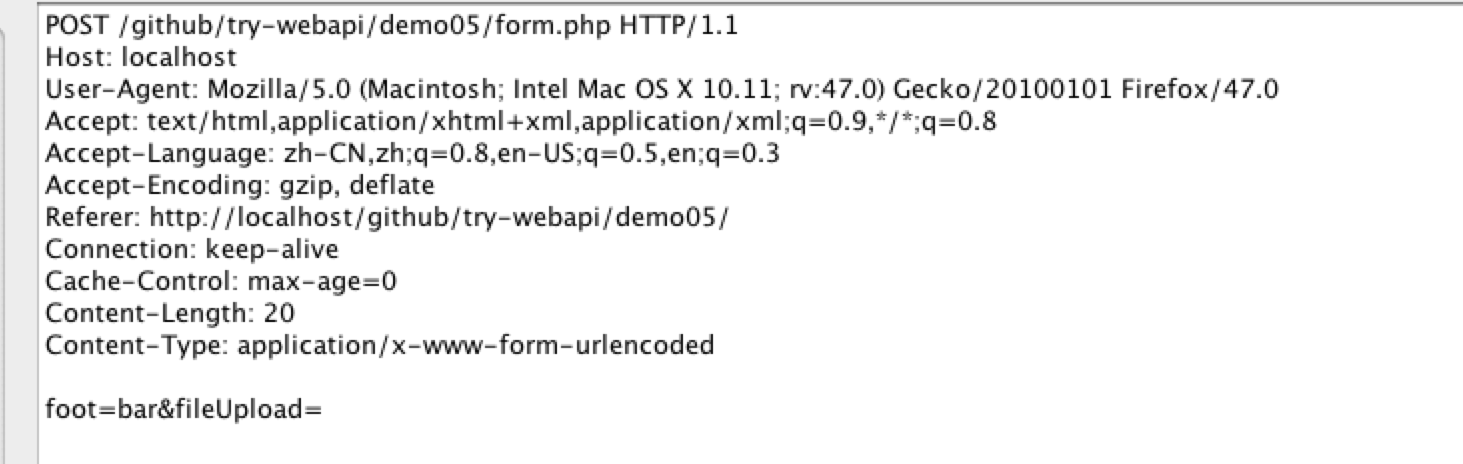 POST /github/try-webapi/demo05/form.php HTTP/1.1
Host: localhost
User-Agent: Mozilla/5.0 (Macintosh; Intel Mac OS X 10.11; rv:47.0) Gecko/20100101 Firefox/47.0
Accept: text/html,application/xhtml+xml,application/xml;q=0.9,*/*;q=0.8
Accept-Language: zh-CN,zh;q=0.8,en-US;q=0.5,en;q=0.3
Accept-Encoding: gzip, deflate
Referer: http://localhost/github/try-webapi/demo05/
Connection: keep-alive
Cache-Control: max-age=0
Content-Length: 20
Content-Type: application/x-www-form-urlencoded

foot=bar&fileUpload=